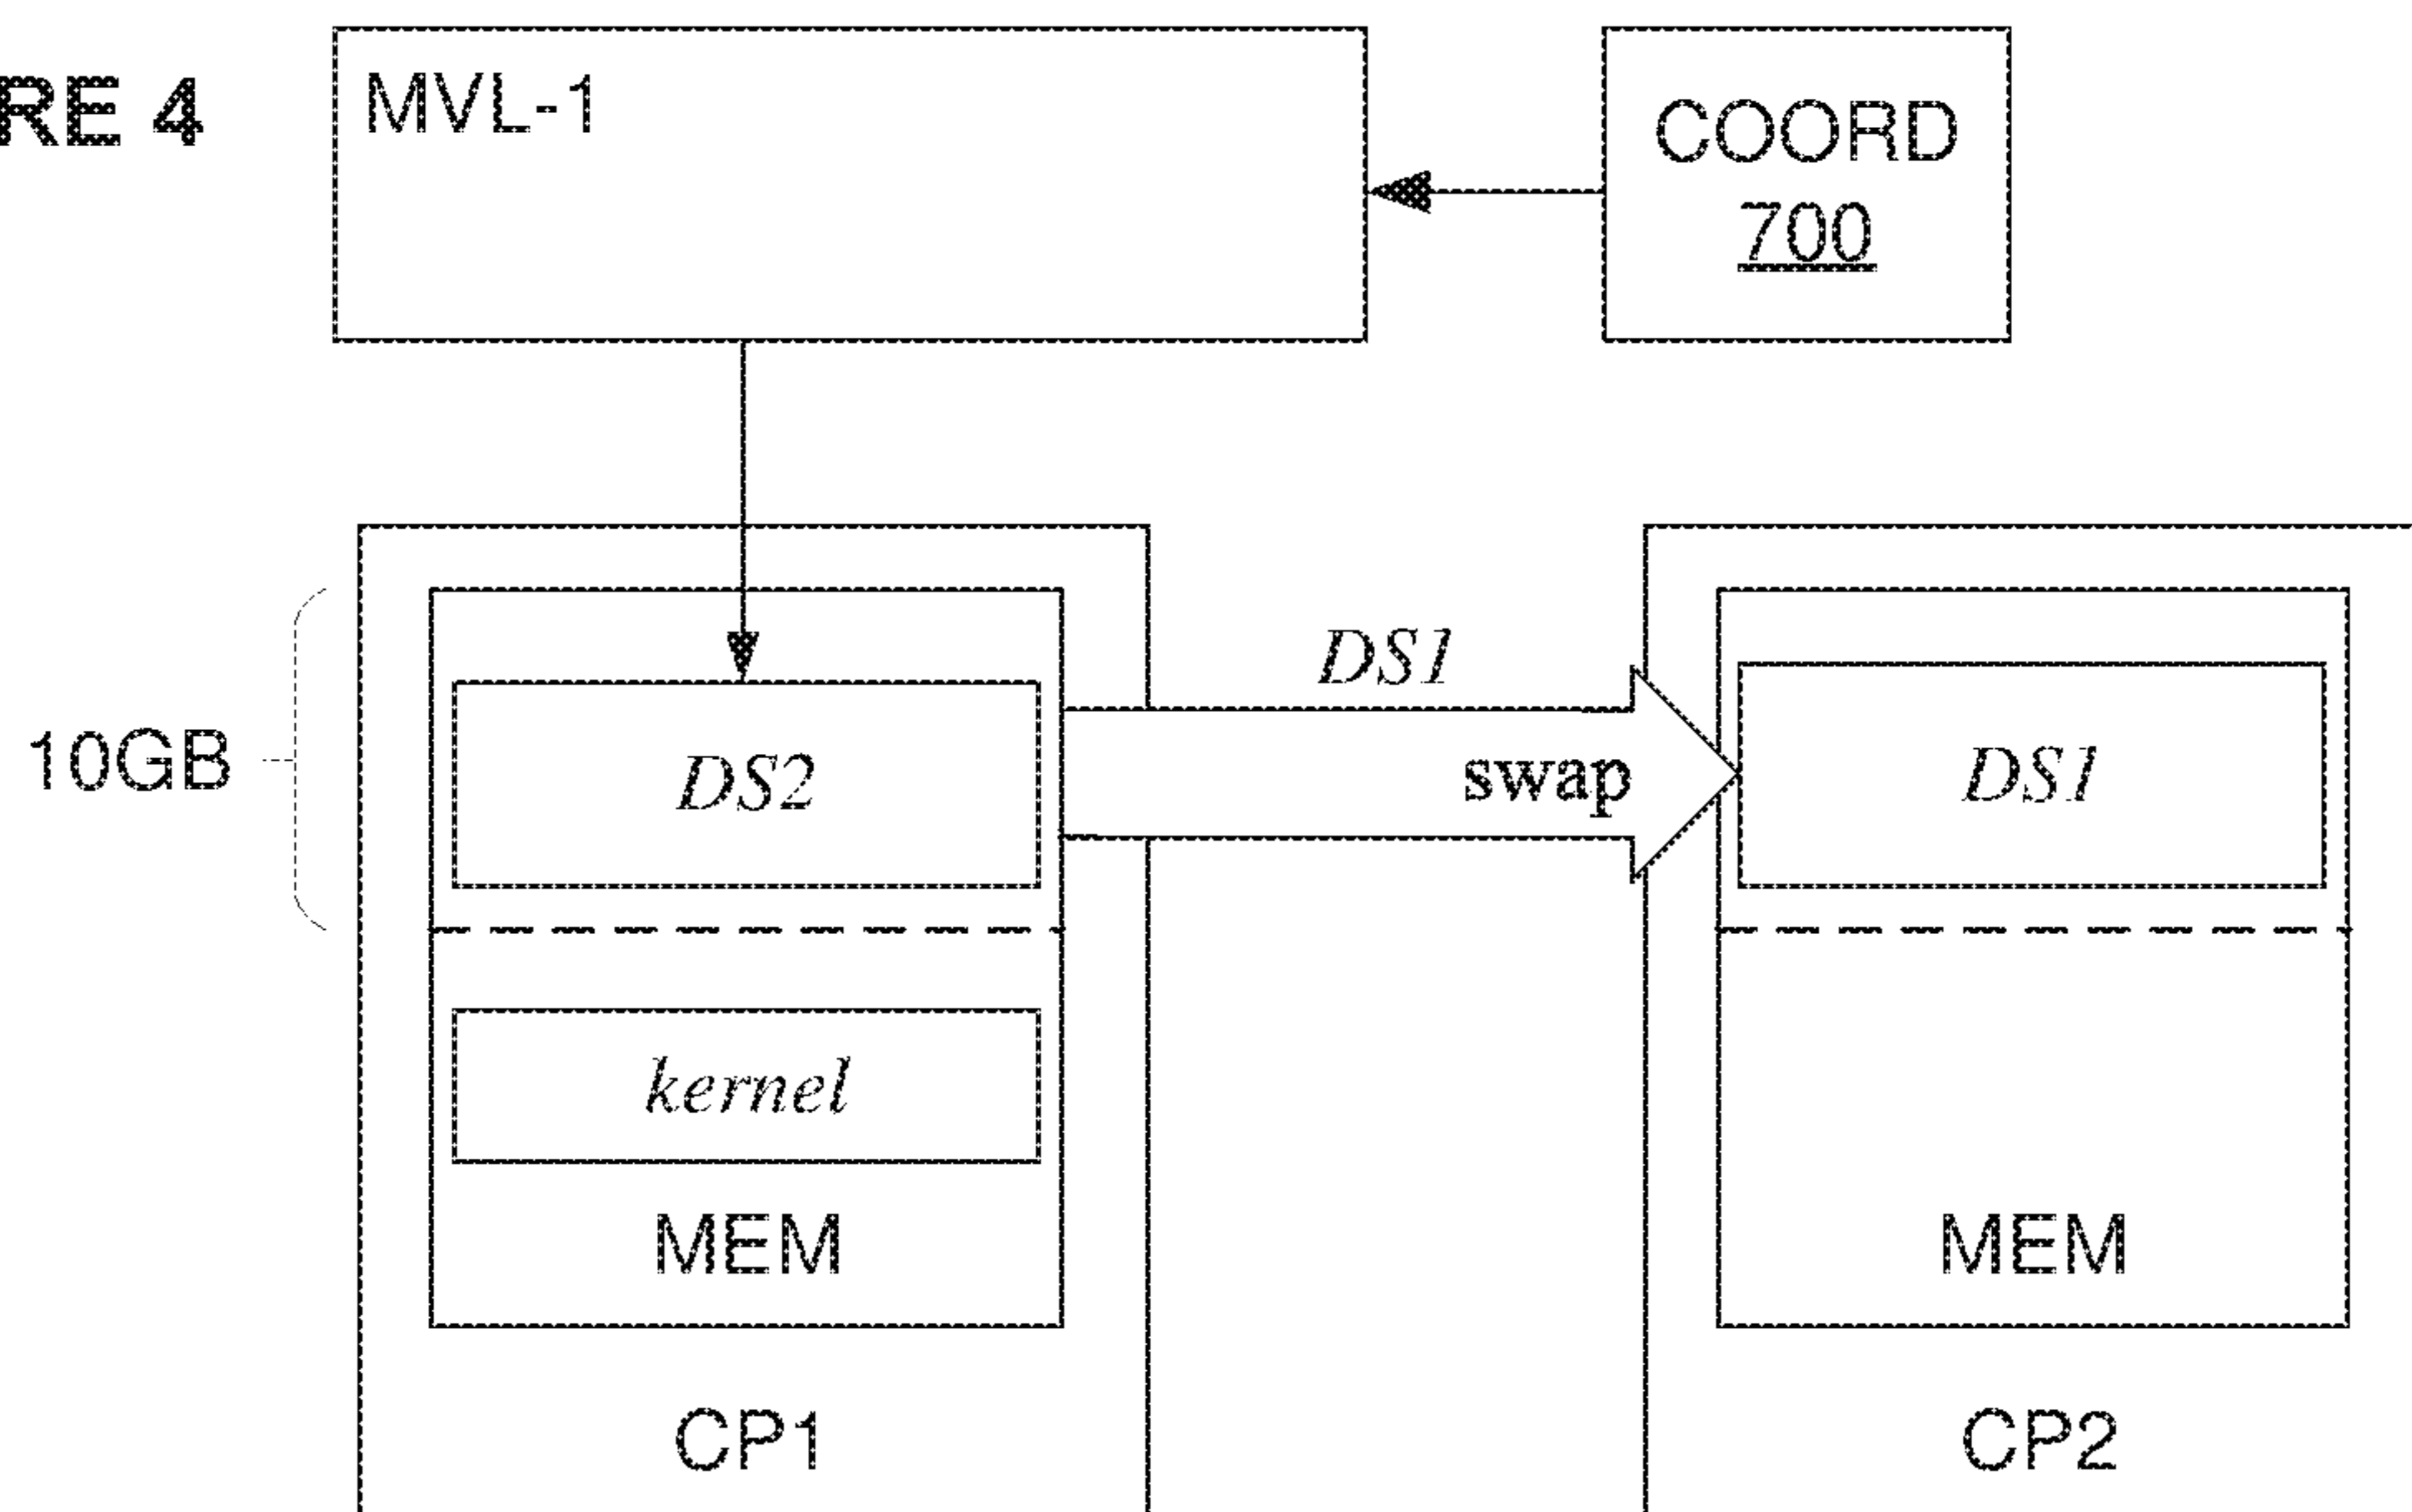 RE 4
MVL-1
COORD
700
DS1
10GB
DS2
swap
DS1
kernel
MEM
MEM
CP1
CP2